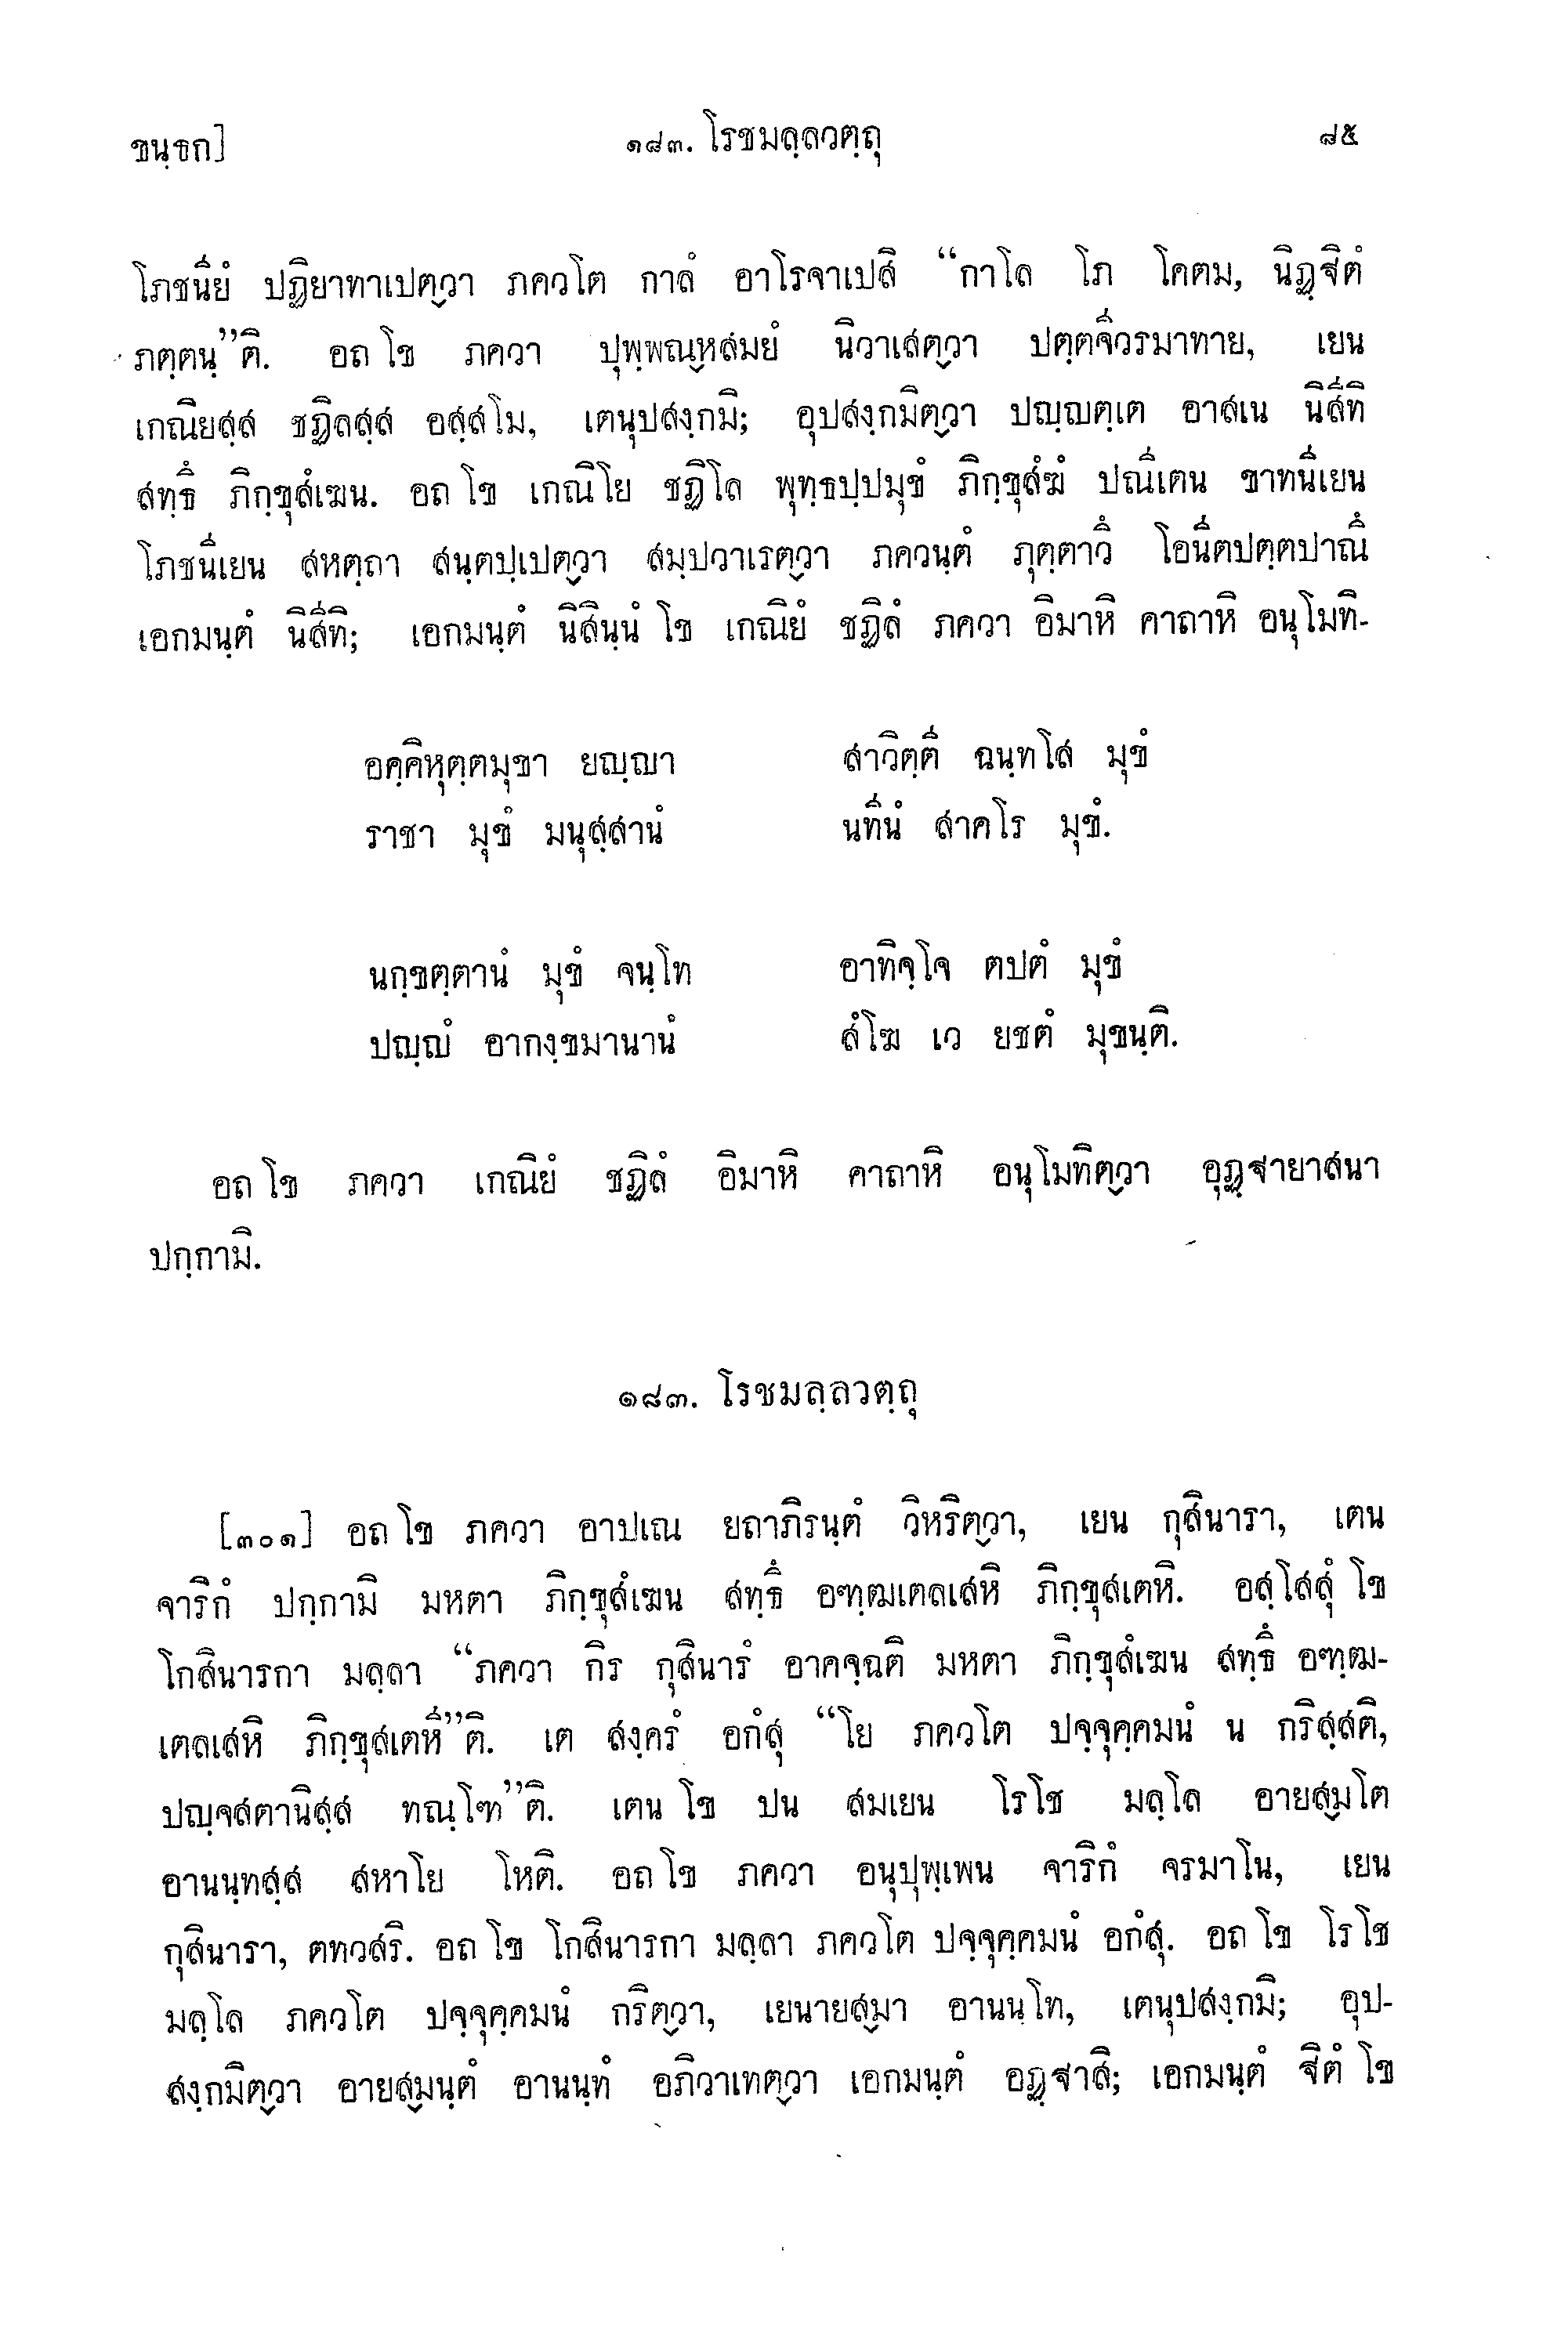 ขนฺธก]
๑๘๓. โรชมลฺลวตฺถุ
๘๕
โภชนียํ ปฏิยาทาเปตฺวา ภควโต กาลํ อาโรจาเปสิ “กาโล โภ โคตม, นิฏฺฐิตํ
ภตฺตนฺ”ติ. อถ โข ภควา ปุพฺพณฺหสมยํ นิวาเสตฺวา ปตฺตจีวรมาทาย, เยน
เกณิยสฺส ชฏิลสฺส อสฺสโม, เตนุปสงฺกมิ; อุปสงฺกมิตฺวา ปญฺญตฺเต อาสเน นิสีทิ
สทฺธึ ภิกฺขุสํเฆน. อถ โข เกณิโย ชฏิโล พุทฺธปฺปมุขํ ภิกฺขุสํฆํ ปณีเตน ขาทนีเยน
โภชนีเยน สหตฺถา สนฺตปฺเปตฺวา สมฺปวาเรตฺวา ภควนฺตํ ภุตฺตาวึ โอนีตปตฺตปาณึ
เอกมนฺตํ นิสีทิ; เอกมนฺตํ นิสินฺนํ โข เกณิยํ ชฏิลํ ภควา อิมาหิ คาถาหิ อนุโมทิ-
อคฺคิหุตฺตมุขา ยญฺญา สาวิตฺตี ฉนฺทโส มุขํ
ราชา มุขํ มนุสฺสานํ นทีนํ สาคโร มุขํ.
นกฺขตฺตานํ มุขํ จนฺโท อาทิจฺโจ ตปตํ มุขํ
ปญฺญํ อากงฺขมานานํ สํโฆ เว ยชตํ มุขนฺติ.
อถ โข ภควา เกณิยํ ชฏิลํ อิมาหิ คาถาหิ อนุโมทิตฺวา อุฏฺฐายาสนา
ปกฺกามิ.
๑๘๓. โรชมลฺลวตฺถุ
[๓๐๑] อถ โข ภควา อาปเณ ยถาภิรนฺตํ วิหริตฺวา, เยน กุสินารา, เตน
จาริกํ ปกฺกามิ มหตา ภิกฺขุสํเฆน สทฺธึ อฑฺฒเตลเสหิ ภิกฺขุสเตหิ. อสฺโสสุํ โข
โกสินารกา มลฺลา “ภควา กิร กุสินารํ อาคจฺฉติ มหตา ภิกฺขุสํเฆน สทฺธึ อฑฺฒ-
เตลเสหิ ภิกฺขุสเตหี”ติ. เต สงฺครํ อกํสุ “โย ภควโต ปจฺจุคฺคมนํ น กริสฺสติ,
ปญฺจสตานิสฺส ทณฺโฑ”ติ. เตน โข ปน สมเยน โรโช มลฺโล อายสฺมโต
อานนฺทสฺส สหาโย โหติ. อถ โข ภควา อนุปุพฺเพน จาริกํ จรมาโน, เยน
กุสินารา, ตทวสริ. อถ โข โกสินารกา มลฺลา ภควโต ปจฺจุคฺคมนํ อกํสุ. อถ โข โรโช
มลฺโล ภควโต ปจฺจุคฺคมนํ กริตฺวา, เยนายสฺมา อานนฺโท, เตนุปสงฺกมิ; อุป-
สงฺกมิตฺวา อายสฺมนฺตํ อานนฺทํ อภิวาเทตฺวา เอกมนฺตํ อฏฺฐาสิ; เอกมนฺตํ ฐิตํ โข